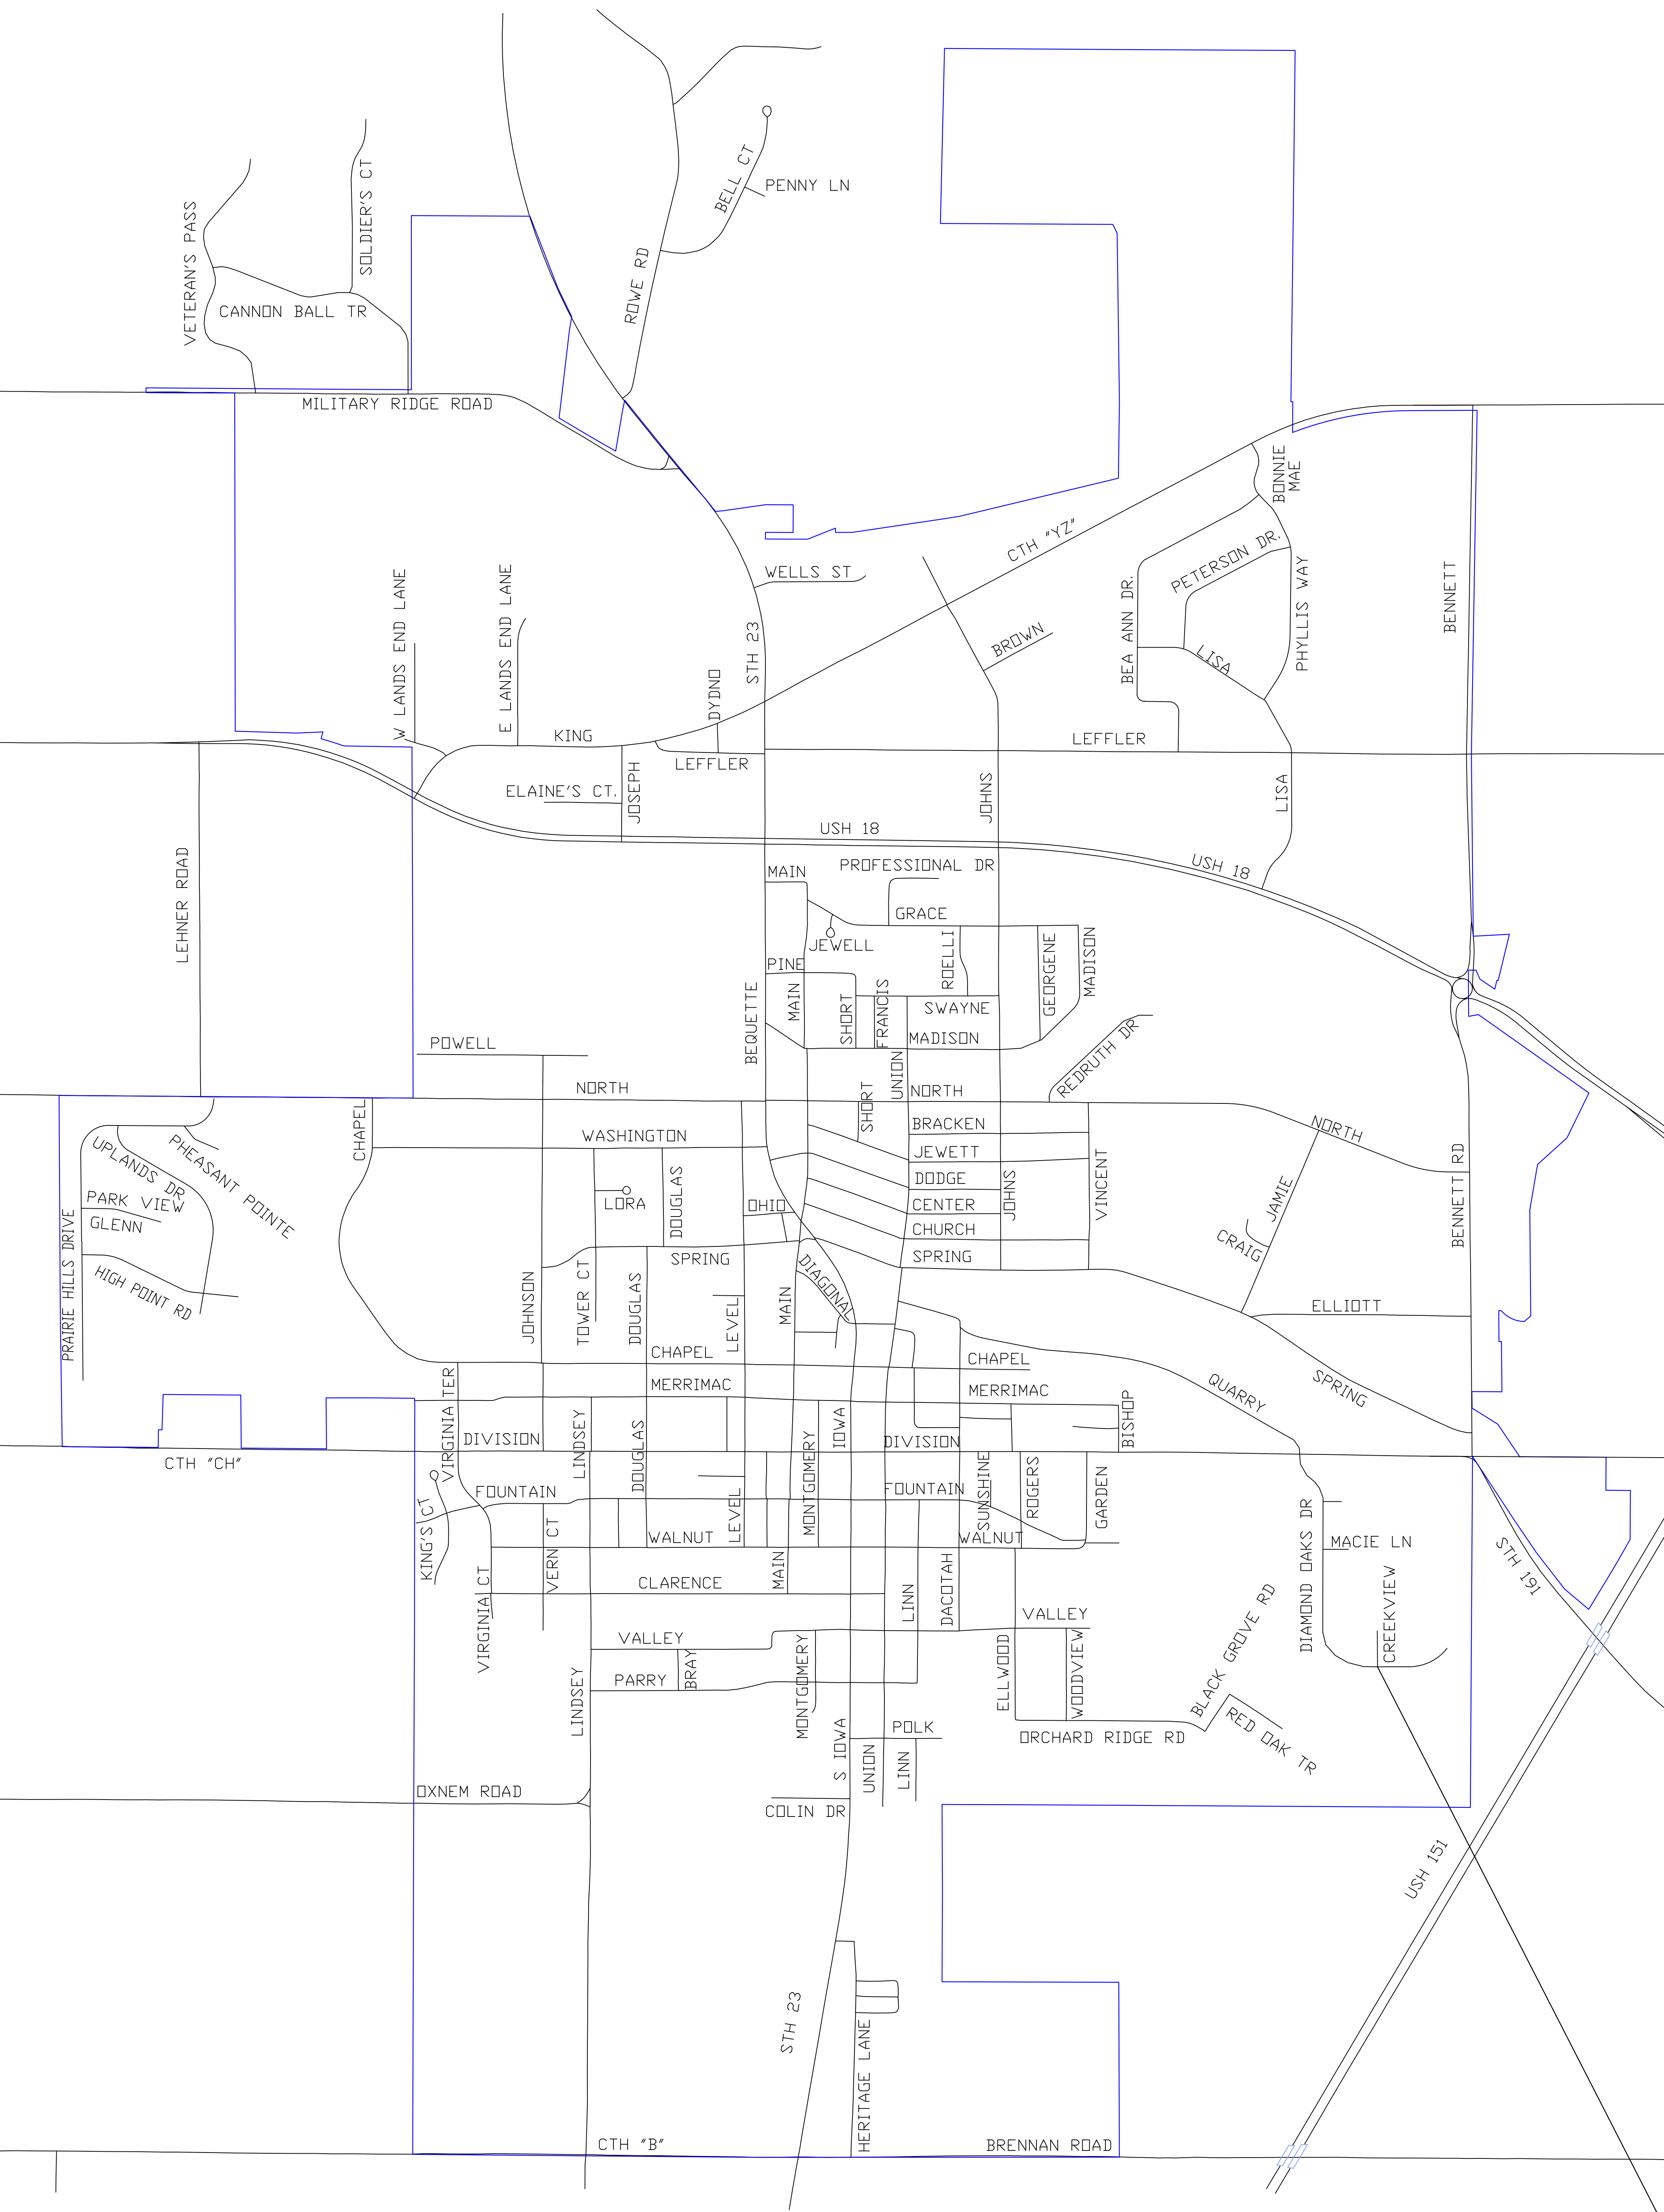 BELL CT
PENNY LN
SOLDIER'S CT
VETERAN'S PASS
CANNON BALL TR
ROWE RD
MILITARY RIDGE ROAD
BONNIE
MAE
CTH "YZ"
PETERSON DR.
WELLS ST
W LANDS END LANE
E LANDS END LANE
BEA ANN DR.
PHYLLIS WAY
BENNETT
BROWN
STH 23
LISA
DYDNO
KING
LEFFLER
LEFFLER
ELAINE'S CT.
JOSEPH
JOHNS
LISA
USH 18
USH 18
MAIN
PROFESSIONAL DR
LEHNER ROAD
GRACE
JEWELL
ROELLI
GEORGENE
MADISON
PINE
MAIN
BEQUETTE
SHORT
FRANCIS
SWAYNE
MADISON
POWELL
REDRUTH DR
UNION
NORTH
NORTH
SHORT
CHAPEL
BRACKEN
NORTH
WASHINGTON
JEWETT
UPLANDS DR
PHEASANT POINTE
DODGE
BENNETT RD
PARK VIEW
LORA
DOUGLAS
OHIO
CENTER
JOHNS
VINCENT
JAMIE
GLENN
CHURCH
CRAIG
PRAIRIE HILLS DRIVE
SPRING
SPRING
HIGH POINT RD
DIAGONAL
JOHNSON
TOWER CT
DOUGLAS
LEVEL
MAIN
ELLIOTT
CHAPEL
CHAPEL
VIRGINIA TER
MERRIMAC
MERRIMAC
QUARRY
SPRING
LINDSEY
DOUGLAS
IOWA
BISHOP
DIVISION
MONTGOMERY
DIVISION
CTH "CH"
KING'S CT
FOUNTAIN
FOUNTAIN
SUNSHINE
ROGERS
GARDEN
VERN CT
WALNUT
LEVEL
WALNUT
DIAMOND OAKS DR
MACIE LN
STH 191
VIRGINIA CT
CLARENCE
MAIN
LINN
DACOTAH
CREEKVIEW
VALLEY
VALLEY
BLACK GROVE RD
PARRY
BRAY
MONTGOMERY
ELLWOOD
WOODVIEW
LINDSEY
S IOWA
POLK
UNION
LINN
ORCHARD RIDGE RD
RED OAK TR
OXNEM ROAD
COLIN DR
USH 151
STH 23
HERITAGE LANE
CTH "B"
BRENNAN ROAD